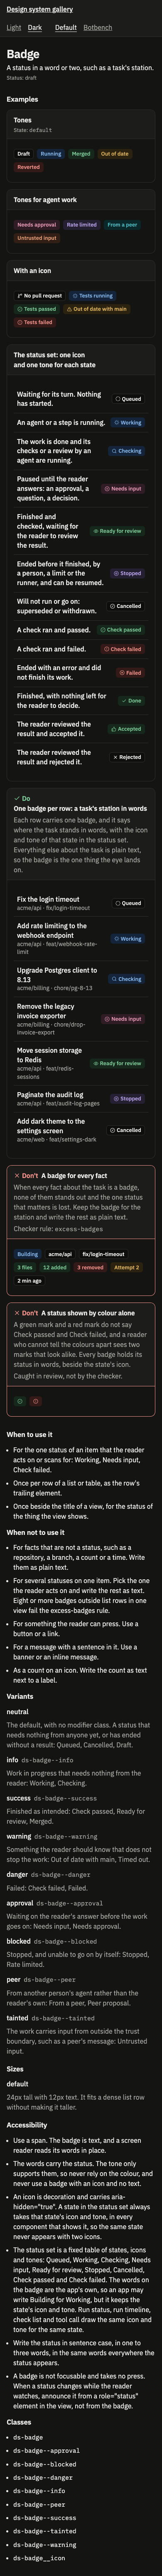 Design system gallery
Light Dark Default Botbench
Badge
A status in a word or two, such as a task's station.
Status: draft
Examples
Tones
State: default
Draft Running Merged Out of date
Reverted
Tones for agent work
Needs approval Rate limited From a peer
Untrusted input
With an icon
No pull request Tests running
Tests passed Out of date with main
Tests failed
The status set: one icon
and one tone for each state
Waiting for its turn. Nothing
has started.
Queued
An agent or a step is running.
Working
The work is done and its
checks or a review by an
agent are running.
Checking
Paused until the reader
answers: an approval, a
question, a decision.
Needs input
Finished and
checked, waiting for
the reader to review
the result.
Ready for review
Ended before it finished, by
a person, a limit or the
runner, and can be resumed.
Stopped
Will not run or go on:
superseded or withdrawn.
Cancelled
A check ran and passed.
Check passed
A check ran and failed.
Check failed
Ended with an error and did
not finish its work.
Failed
Finished, with nothing left for
the reader to decide.
Done
The reader reviewed the
result and accepted it.
Accepted
The reader reviewed the
result and rejected it.
Rejected
Do
One badge per row: a task's station in words
Each row carries one badge, and it says
where the task stands in words, with the icon
and tone of that state in the status set.
Everything else about the task is plain text,
so the badge is the one thing the eye lands
on.
Fix the login timeout
acme/api · fix/login-timeout
Queued
Add rate limiting to the
webhook endpoint
acme/api · feat/webhook-rate-
limit
Working
Upgrade Postgres client to
8.13
acme/billing · chore/pg-8-13
Checking
Remove the legacy
invoice exporter
acme/billing · chore/drop-
invoice-export
Needs input
Move session storage
to Redis
acme/api · feat/redis-
sessions
Ready for review
Paginate the audit log
acme/api · feat/audit-log-pages
Stopped
Add dark theme to the
settings screen
acme/web · feat/settings-dark
Cancelled
Don't A badge for every fact
When every fact about the task is a badge,
none of them stands out and the one status
that matters is lost. Keep the badge for the
station and write the rest as plain text.
Checker rule: excess-badges
Building acme/api fix/login-timeout
3 files 12 added 3 removed Attempt 2
2 min ago
Don't A status shown by colour alone
A green mark and a red mark do not say
Check passed and Check failed, and a reader
who cannot tell the colours apart sees two
marks that look alike. Every badge holds its
status in words, beside the state's icon.
Caught in review, not by the checker.
When to use it
• For the one status of an item that the reader
acts on or scans for: Working, Needs input,
Check failed.
• Once per row of a list or table, as the row's
trailing element.
• Once beside the title of a view, for the status of
the thing the view shows.
When not to use it
• For facts that are not a status, such as a
repository, a branch, a count or a time. Write
them as plain text.
• For several statuses on one item. Pick the one
the reader acts on and write the rest as text.
Eight or more badges outside list rows in one
view fail the excess-badges rule.
• For something the reader can press. Use a
button or a link.
• For a message with a sentence in it. Use a
banner or an inline message.
• As a count on an icon. Write the count as text
next to a label.
Variants
neutral
The default, with no modifier class. A status that
needs nothing from anyone yet, or has ended
without a result: Queued, Cancelled, Draft.
info ds-badge--info
Work in progress that needs nothing from the
reader: Working, Checking.
success ds-badge--success
Finished as intended: Check passed, Ready for
review, Merged.
warning ds-badge--warning
Something the reader should know that does not
stop the work: Out of date with main, Timed out.
danger ds-badge--danger
Failed: Check failed, Failed.
approval ds-badge--approval
Waiting on the reader's answer before the work
goes on: Needs input, Needs approval.
blocked ds-badge--blocked
Stopped, and unable to go on by itself: Stopped,
Rate limited.
peer ds-badge--peer
From another person's agent rather than the
reader's own: From a peer, Peer proposal.
tainted ds-badge--tainted
The work carries input from outside the trust
boundary, such as a peer's message: Untrusted
input.
Sizes
default
24px tall with 12px text. It fits a dense list row
without making it taller.
Accessibility
• Use a span. The badge is text, and a screen
reader reads its words in place.
• The words carry the status. The tone only
supports them, so never rely on the colour, and
never use a badge with an icon and no text.
• An icon is decoration and carries aria-
hidden="true". A state in the status set always
takes that state's icon and tone, in every
component that shows it, so the same state
never appears with two icons.
• The status set is a fixed table of states, icons
and tones: Queued, Working, Checking, Needs
input, Ready for review, Stopped, Cancelled,
Check passed and Check failed. The words on
the badge are the app's own, so an app may
write Building for Working, but it keeps the
state's icon and tone. Run status, run timeline,
check list and tool call draw the same icon and
tone for the same state.
• Write the status in sentence case, in one to
three words, in the same words everywhere the
status appears.
• A badge is not focusable and takes no press.
When a status changes while the reader
watches, announce it from a role="status"
element in the view, not from the badge.
Classes
• ds-badge
• ds-badge--approval
• ds-badge--blocked
• ds-badge--danger
• ds-badge--info
• ds-badge--peer
• ds-badge--success
• ds-badge--tainted
• ds-badge--warning
• ds-badge__icon